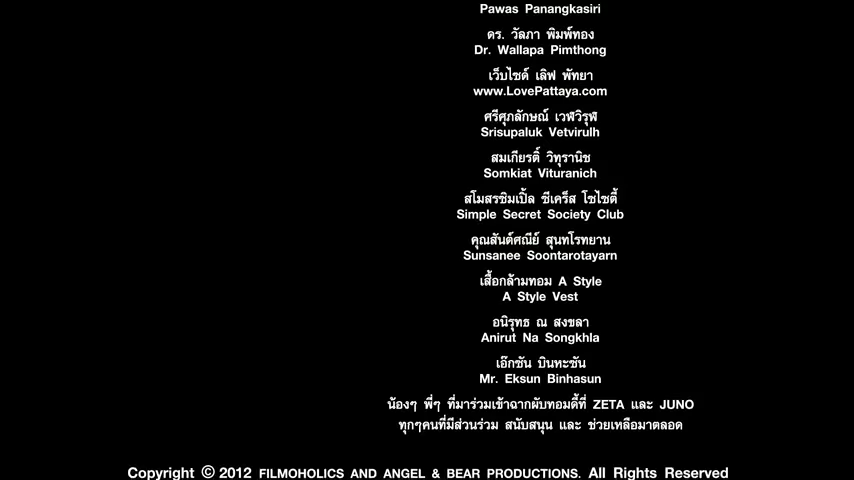 Pawas Panangkasiri
ดร. วัลภา พิมพ์ทอง
Dr. Wallapa Pimthong
เว็บไซด์ เลิฟ พัทยา
www.LovePattaya.com
ศรีศุภลักษณ์ เวฬวิรุฬ
Srisupaluk Vetvirulh
สมเกียรติ์ วิทุรานิช
Somkiat Vituranich
สโมสรซิมเปิ้ล ซีเคร็ส โซไซตี้
Simple Secret Society Club
คุณสันต์ศณีย์ สุนทโรทยาน
Sunsanee Soontarotayarn
เสื้อกล้ามทอม A Style
A Style Vest
อนิรุทธ ณ สงขลา
Anirut Na Songkhla
เอ๊กซัน บินหะซัน
Mr. Eksun Binhasun
น้องๆ พี่ๆ ที่มาร่วมเข้าฉากผับทอมดี้ที่ ZETA และ JUNO
ทุกๆคนที่มีส่วนร่วม สนับสนุน และ ช่วยเหลือมาตลอด
Copyright © 2012 FILMOHOLICS AND ANGEL & BEAR PRODUCTIONS. All Rights Reserved